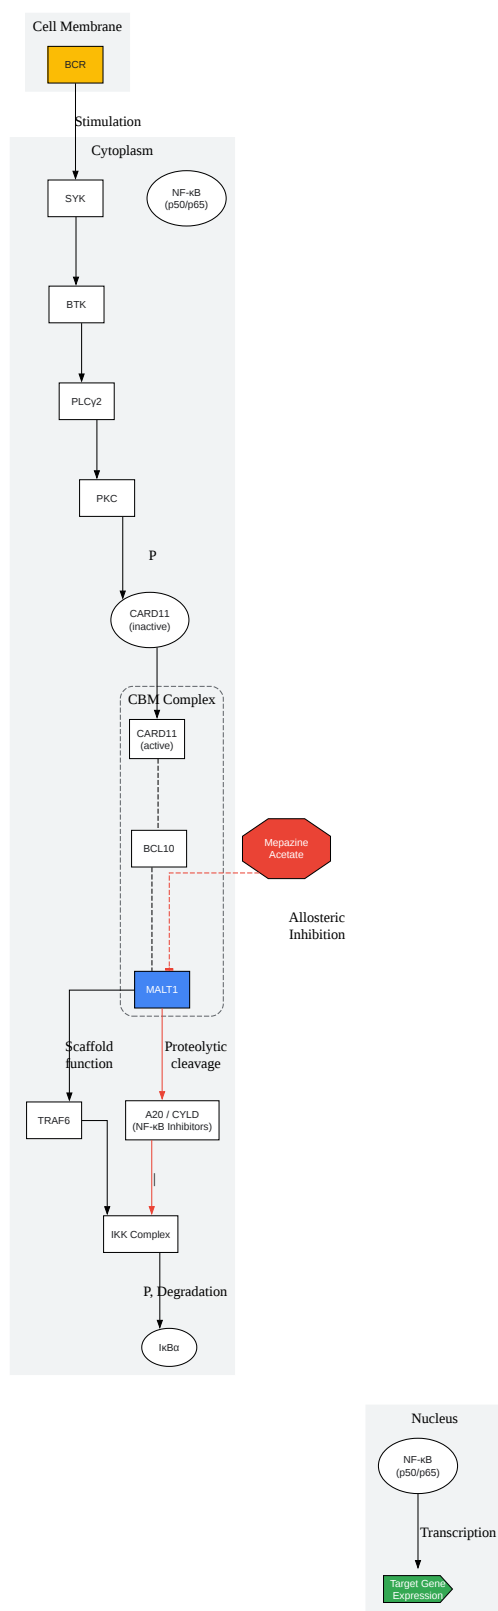 Cell Membrane
BCR
Stimulation
Cytoplasm
SYK
NF-κB
(p50/p65)
BTK
PLCγ2
PKC
P
CARD11
(inactive)
CBM Complex
CARD11
(active)
BCL10
Mepazine
Acetate
Allosteric
Inhibition
MALT1
Scaffold
function
Proteolytic
cleavage
TRAF6
A20 / CYLD
(NF-κB Inhibitors)
|
IKK Complex
P, Degradation
IκBα
Nucleus
NF-κB
(p50/p65)
Transcription
Target Gene
Expression